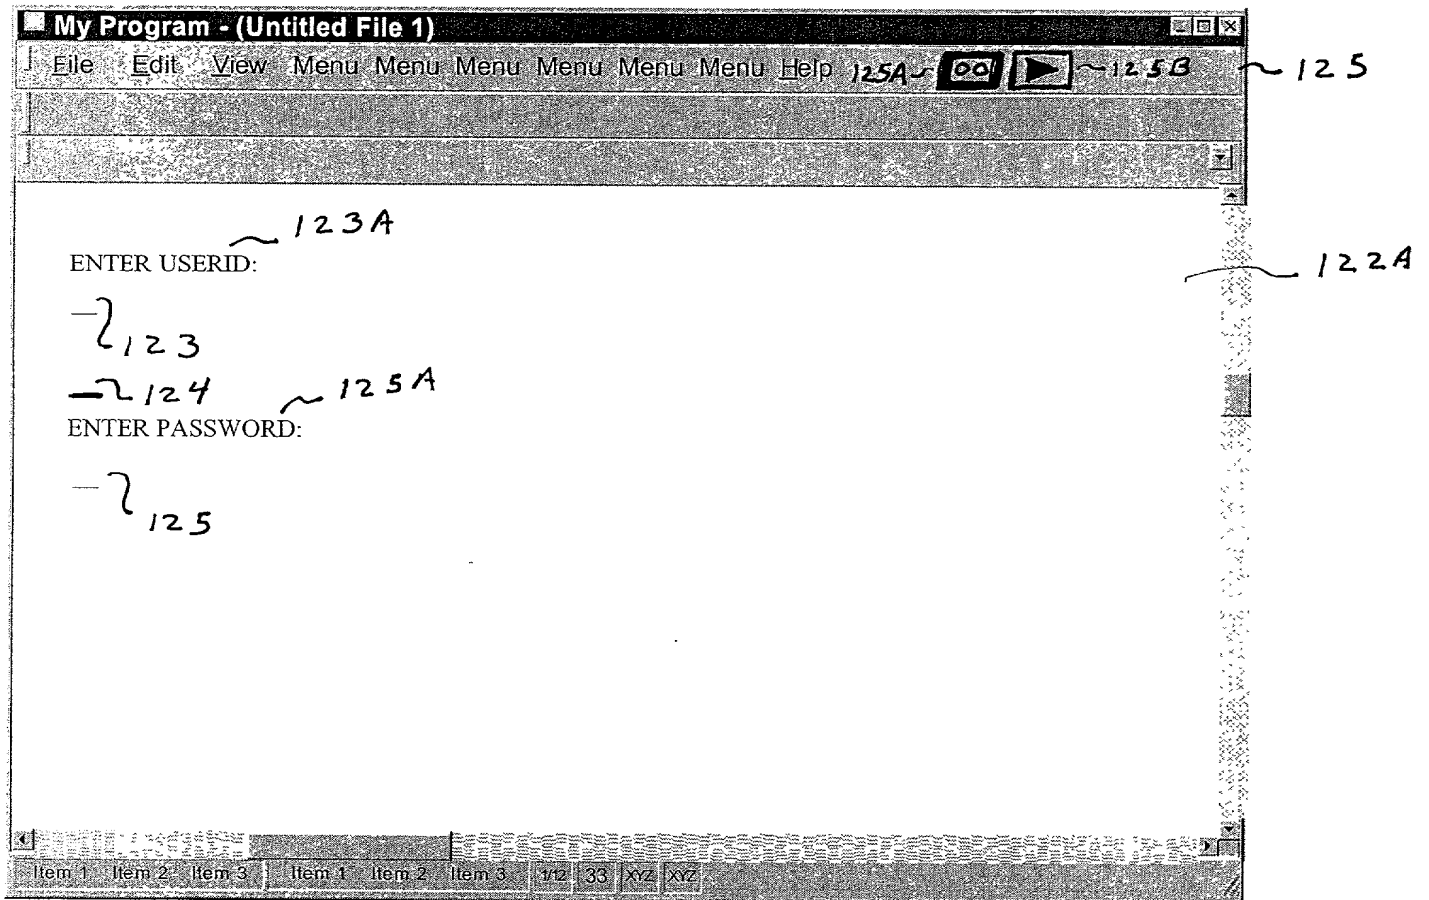 My Program - (Untitled File 1)
File Edit View Menu Menu Menu Menu Menu Menu Help 125A 125B 125
123A
ENTER USERID:
122A
123
124
125A
ENTER PASSWORD:
125
Item 1 Item 2 Item 3 Item 1 Item 2 Item 3 1/12 33 XYZ XYZ